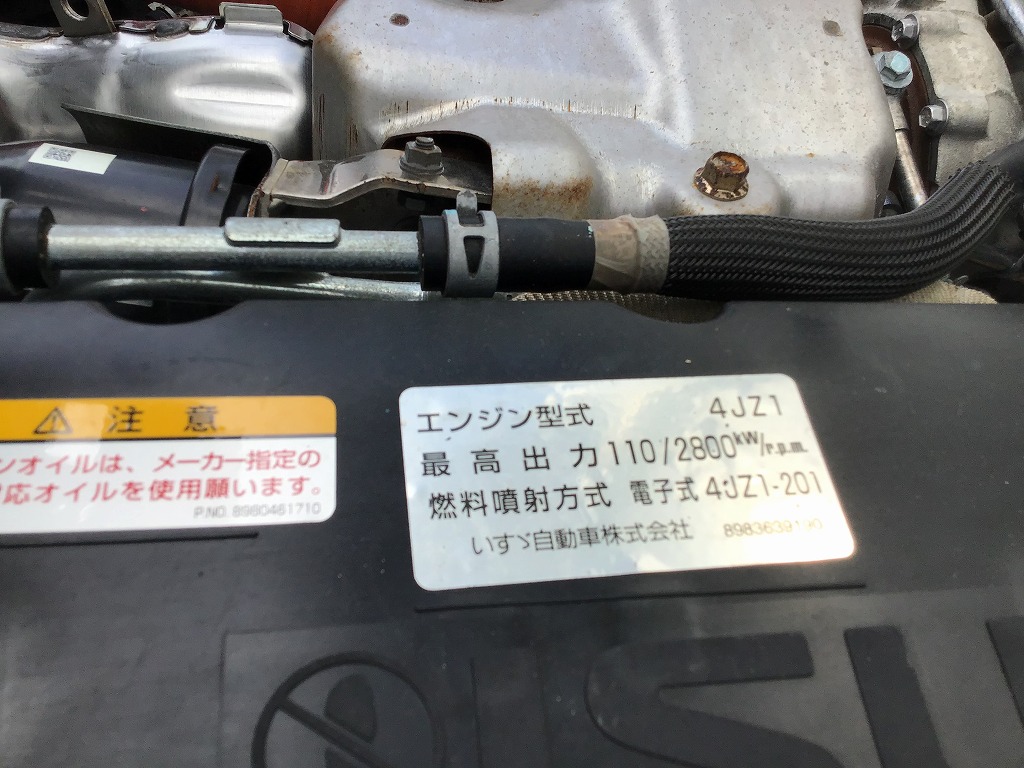 注意
ンオイルは、メーカー指定の
応オイルを使用願います。
P.NO. 8980461710
エンジン型式 4JZ1
最高出力 110/2800kW/r.p.m.
燃料噴射方式 電子式 4JZ1-201
いすゞ自動車株式会社
ISU